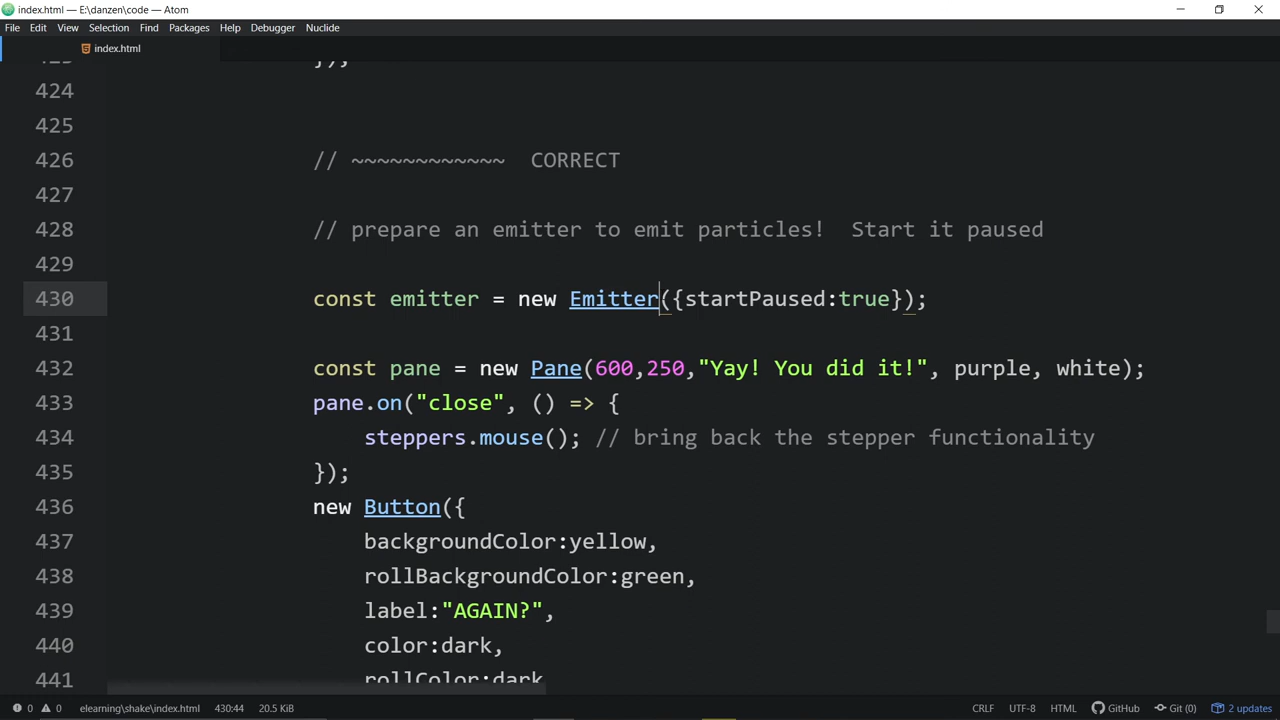 index.html — E:\danzen\code — Atom
File Edit View Selection Find Packages Help Debugger Nuclide
index.html
423 });
424
425
426 // ~~~~~~~~~~~~ CORRECT
427
428 // prepare an emitter to emit particles! Start it paused
429
430 const emitter = new Emitter({startPaused:true});
431
432 const pane = new Pane(600,250,"Yay! You did it!", purple, white);
433 pane.on("close", () => {
434 steppers.mouse(); // bring back the stepper functionality
435 });
436 new Button({
437 backgroundColor:yellow,
438 rollBackgroundColor:green,
439 label:"AGAIN?",
440 color:dark,
441 rollColor:dark
0 0 elearning\shake\index.html 430:44 20.5 KiB CRLF UTF-8 HTML GitHub Git (0) 2 updates